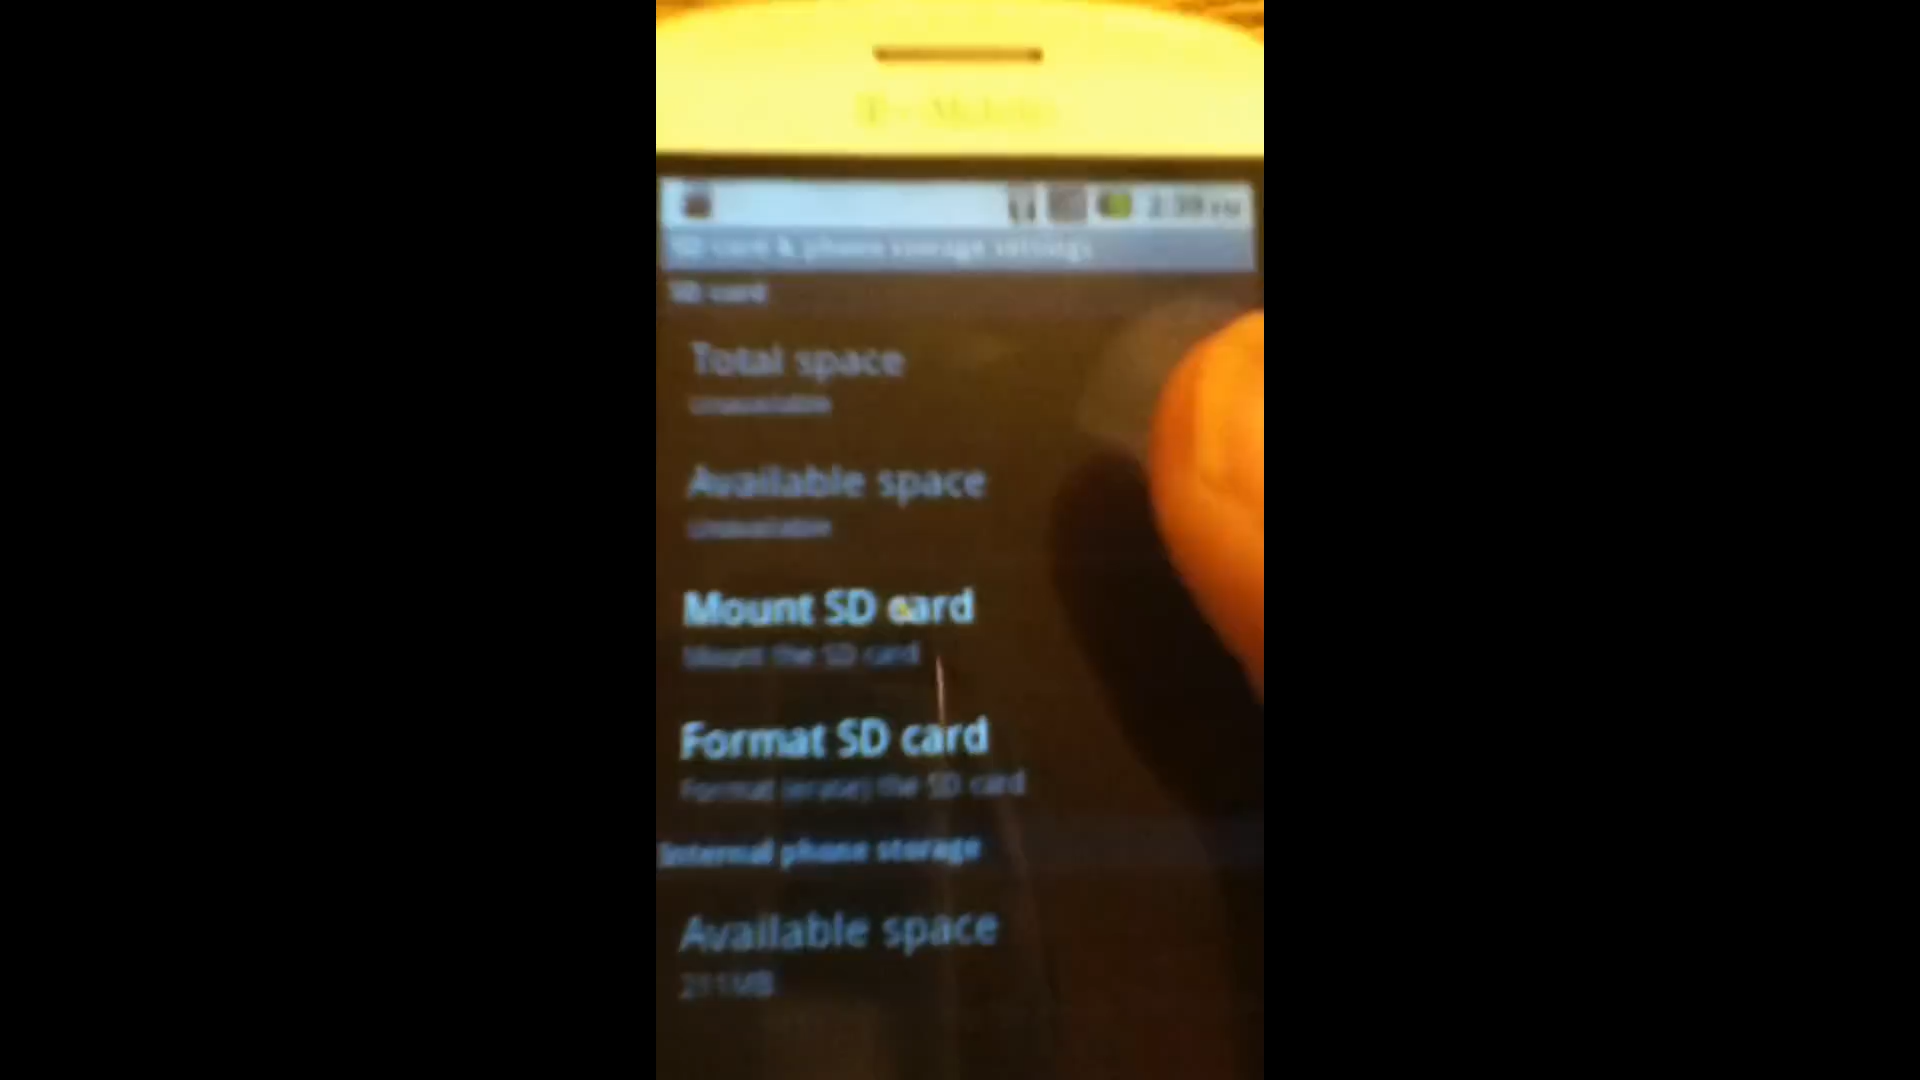 SD card & phone storage settings
SD card
Total space
Unavailable
Available space
Unavailable
Mount SD card
Mount the SD card
Format SD card
Format (erase) the SD card
Internal phone storage
Available space
211MB